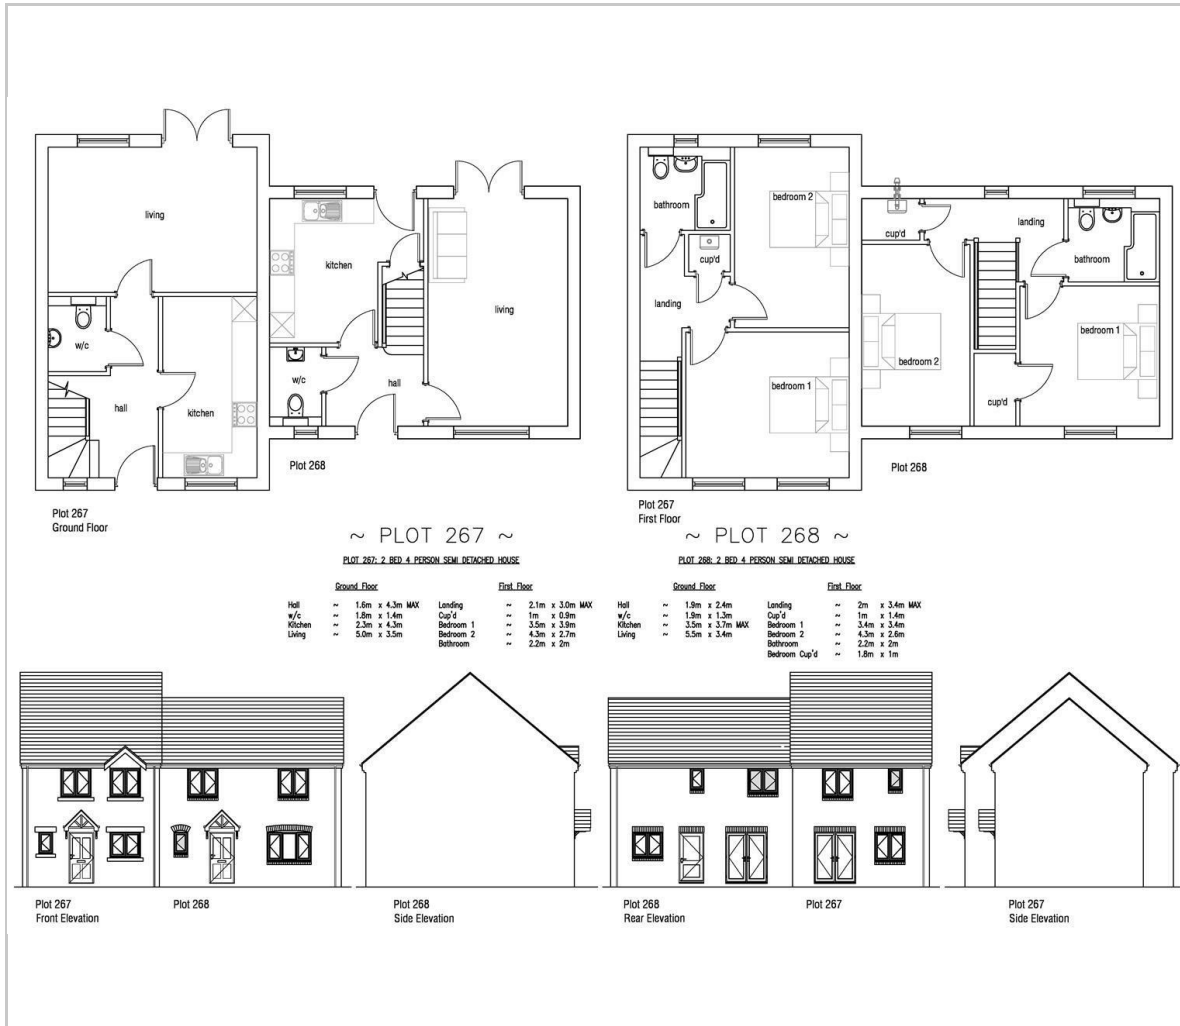 living
kitchen
living
w/c
hall
kitchen
w/c
hall
Plot 268
Plot 267
Ground Floor
bathroom
bedroom 2
cup'd
landing
bedroom 1
cup'd
landing
bathroom
bedroom 2
bedroom 1
cup'd
Plot 268
Plot 267
First Floor
~ PLOT 267 ~
PLOT 267: 2 BED 4 PERSON SEMI DETACHED HOUSE
Ground Floor
Hall ~ 1.6m x 4.3m MAX
w/c ~ 1.8m x 1.4m
Kitchen ~ 2.3m x 4.3m
Living ~ 5.0m x 3.5m
First Floor
Landing ~ 2.1m x 3.0m MAX
Cup'd ~ 1m x 0.9m
Bedroom 1 ~ 3.5m x 3.9m
Bedroom 2 ~ 4.3m x 2.7m
Bathroom ~ 2.2m x 2m
~ PLOT 268 ~
PLOT 268: 2 BED 4 PERSON SEMI DETACHED HOUSE
Ground Floor
Hall ~ 1.9m x 2.4m
w/c ~ 1.9m x 1.3m
Kitchen ~ 3.5m x 3.7m MAX
Living ~ 5.5m x 3.4m
First Floor
Landing ~ 2m x 3.4m MAX
Cup'd ~ 1m x 1.4m
Bedroom 1 ~ 3.4m x 3.4m
Bedroom 2 ~ 4.3m x 2.6m
Bathroom ~ 2.2m x 2m
Bedroom Cup'd ~ 1.8m x 1m
Plot 267
Front Elevation
Plot 268
Plot 268
Side Elevation
Plot 268
Rear Elevation
Plot 267
Plot 267
Side Elevation